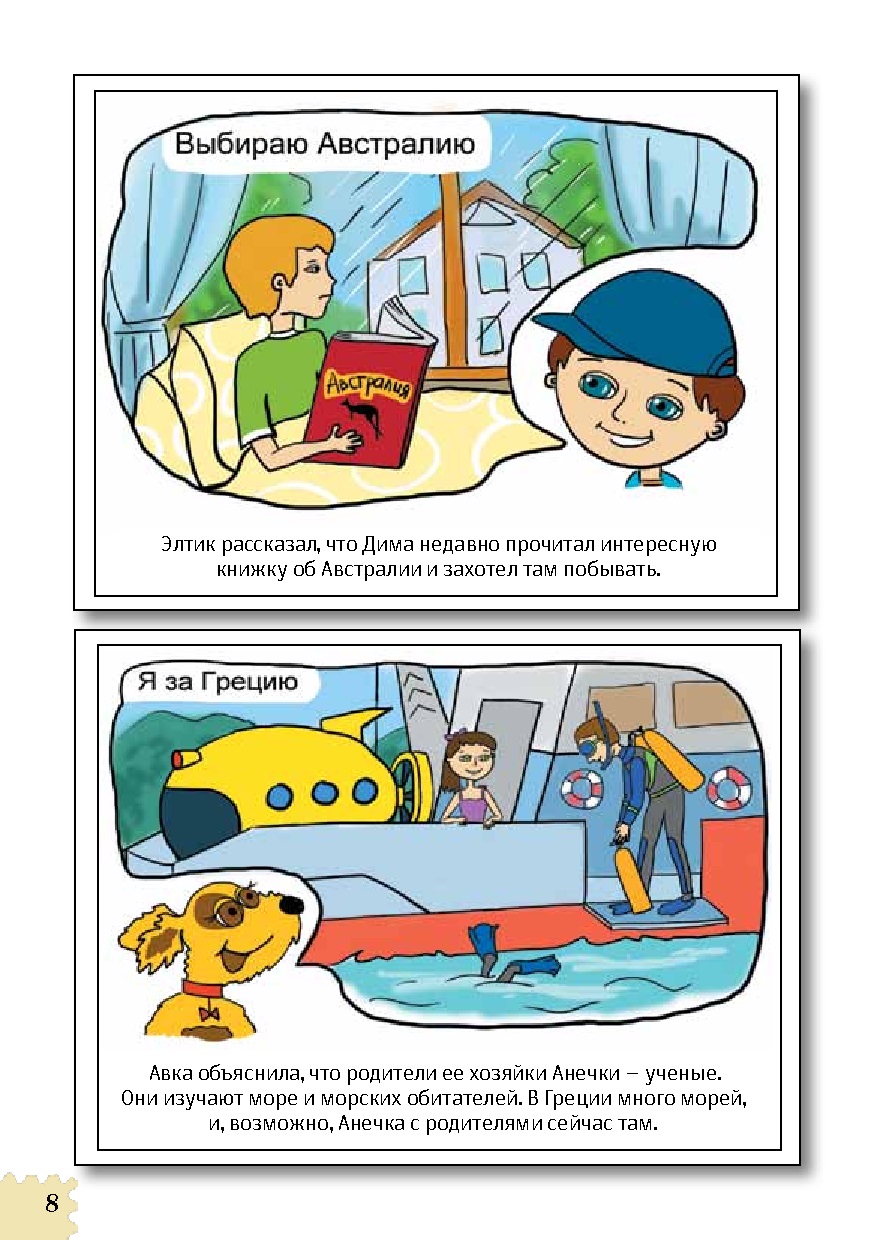 Выбираю Австралию
Австралия
Элтик рассказал, что Дима недавно прочитал интересную
книжку об Австралии и захотел там побывать.
Я за Грецию
Авка объяснила, что родители ее хозяйки Анечки – ученые.
Они изучают море и морских обитателей. В Греции много морей,
и, возможно, Анечка с родителями сейчас там.
8